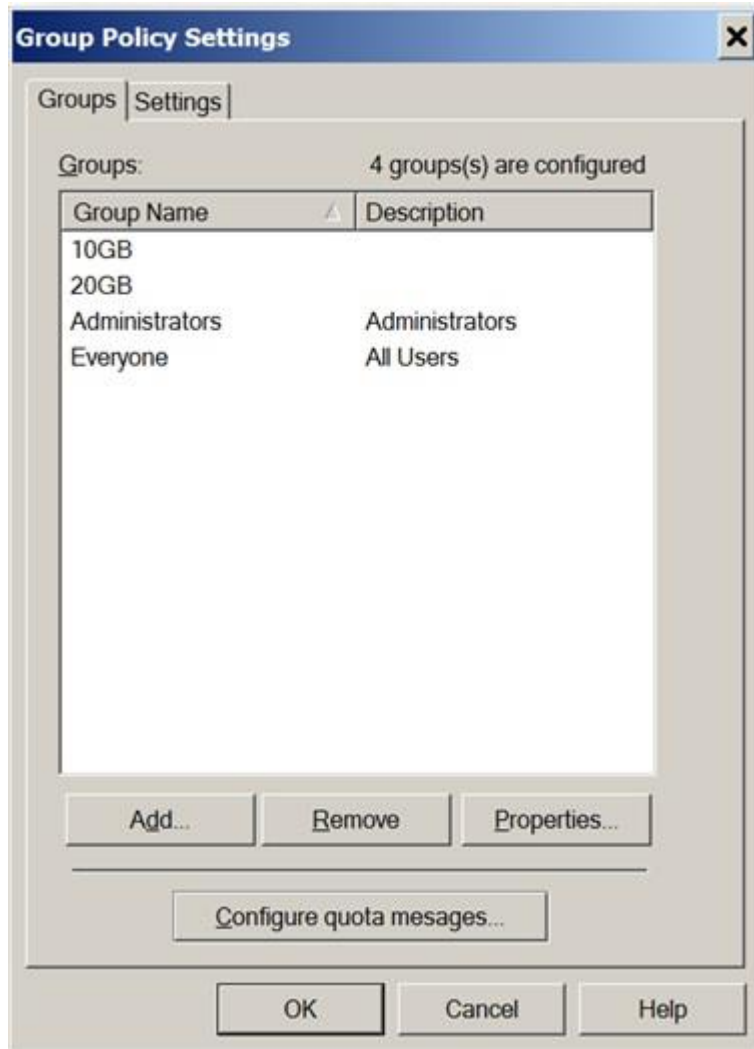 Group Policy Settings
Groups Settings
Groups: 4 groups(s) are configured
Group Name Description
10GB
20GB
Administrators Administrators
Everyone All Users
Add... Remove Properties...
Configure quota mesages...
OK Cancel Help